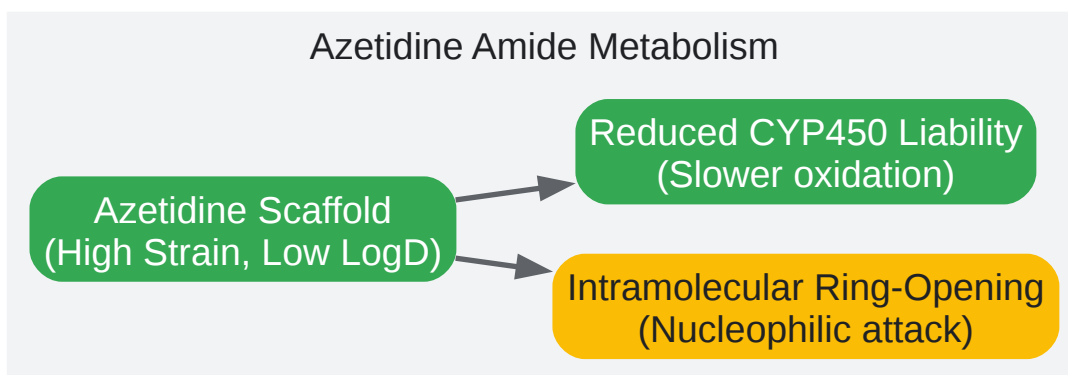 Azetidine Amide Metabolism
Reduced CYP450 Liability
(Slower oxidation)
Azetidine Scaffold
(High Strain, Low LogD)
Intramolecular Ring-Opening
(Nucleophilic attack)